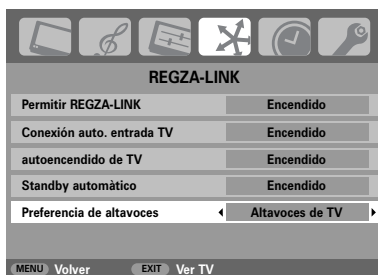 REGZA-LINK
Permitir REGZA-LINK Encendido
Conexión auto. entrada TV Encendido
autoencendido de TV Encendido
Standby automàtico Encendido
Preferencia de altavoces Altavoces de TV
MENU Volver EXIT Ver TV